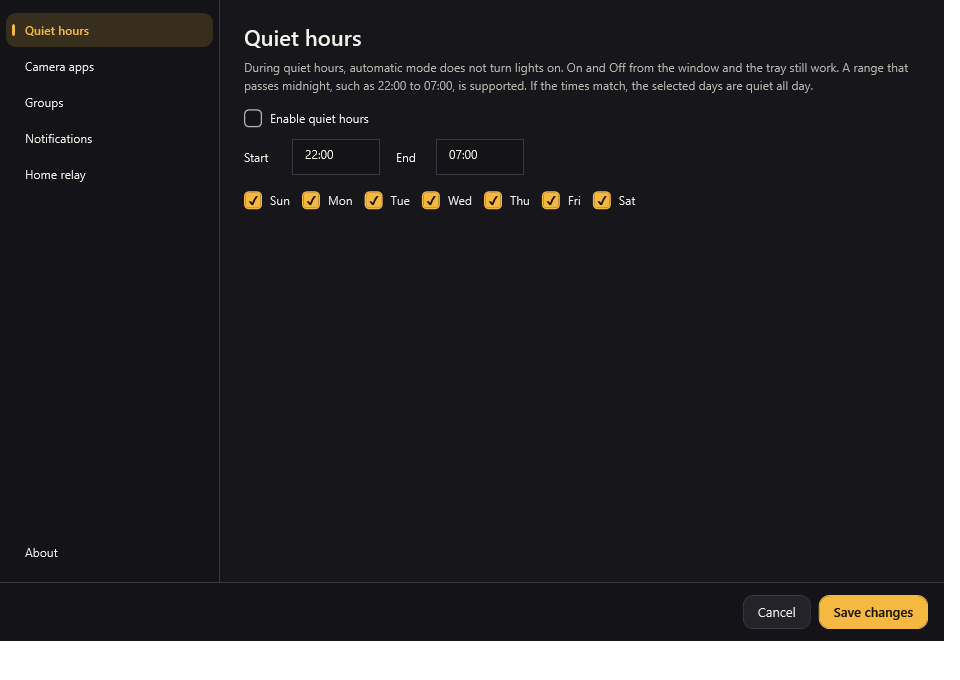 Quiet hours
Camera apps
Groups
Notifications
Home relay
About
Quiet hours
During quiet hours, automatic mode does not turn lights on. On and Off from the window and the tray still work. A range that
passes midnight, such as 22:00 to 07:00, is supported. If the times match, the selected days are quiet all day.
Enable quiet hours
Start 22:00 End 07:00
Sun Mon Tue Wed Thu Fri Sat
Cancel Save changes